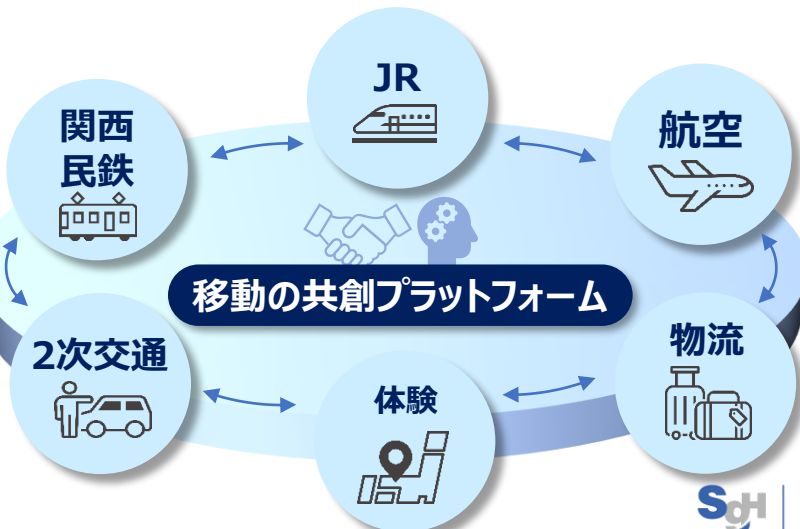 JR
関西
民鉄
航空
移動の共創プラットフォーム
2次交通
体験
物流
SgH